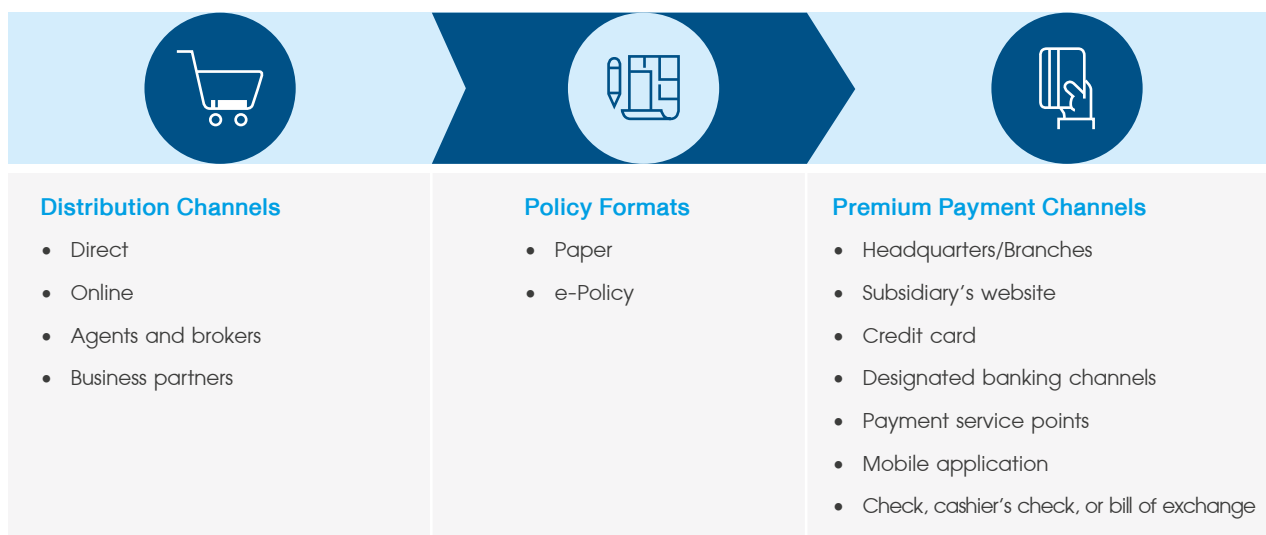 Distribution Channels
• Direct
• Online
• Agents and brokers
• Business partners
Policy Formats
• Paper
• e-Policy
Premium Payment Channels
• Headquarters/Branches
• Subsidiary's website
• Credit card
• Designated banking channels
• Payment service points
• Mobile application
• Check, cashier's check, or bill of exchange